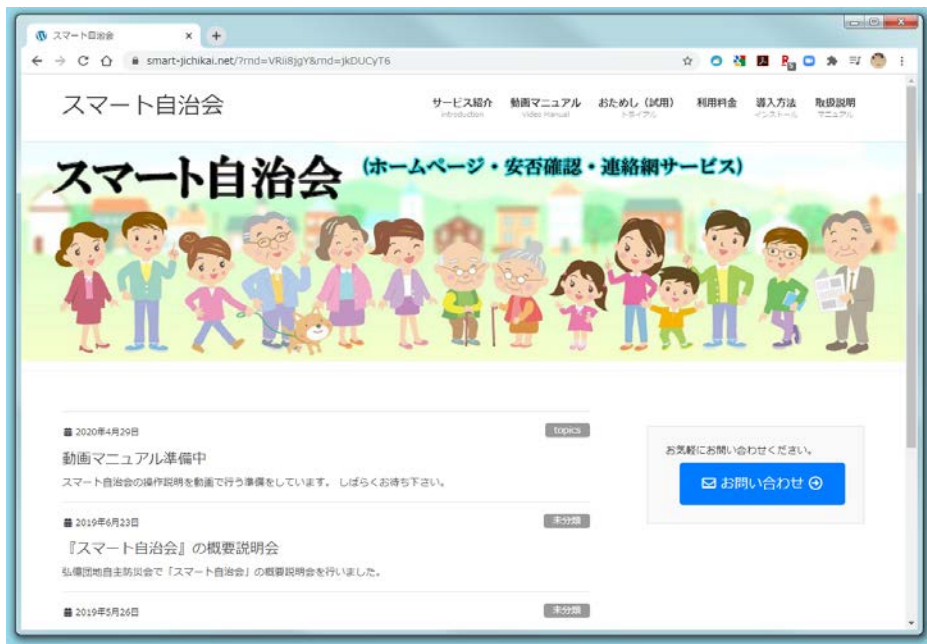 スマート自治会
smart-jichikai.net/?rnd=VRii8jgY&rnd=jkDUCyT6
スマート自治会
サービス紹介 動画マニュアル おためし（試用） 利用料金 導入方法 取扱説明
Introduction Video Manual トライアル インストール マニュアル
スマート自治会 (ホームページ・安否確認・連絡網サービス)
2020年4月29日 topics
動画マニュアル準備中
スマート自治会の操作説明を動画で行う準備をしています。 しばらくお待ち下さい。
お気軽にお問い合わせください。
お問い合わせ
2019年6月23日 未分類
『スマート自治会』の概要説明会
弘億団地自主防災会で「スマート自治会」の概要説明会を行いました。
2019年5月26日 未分類